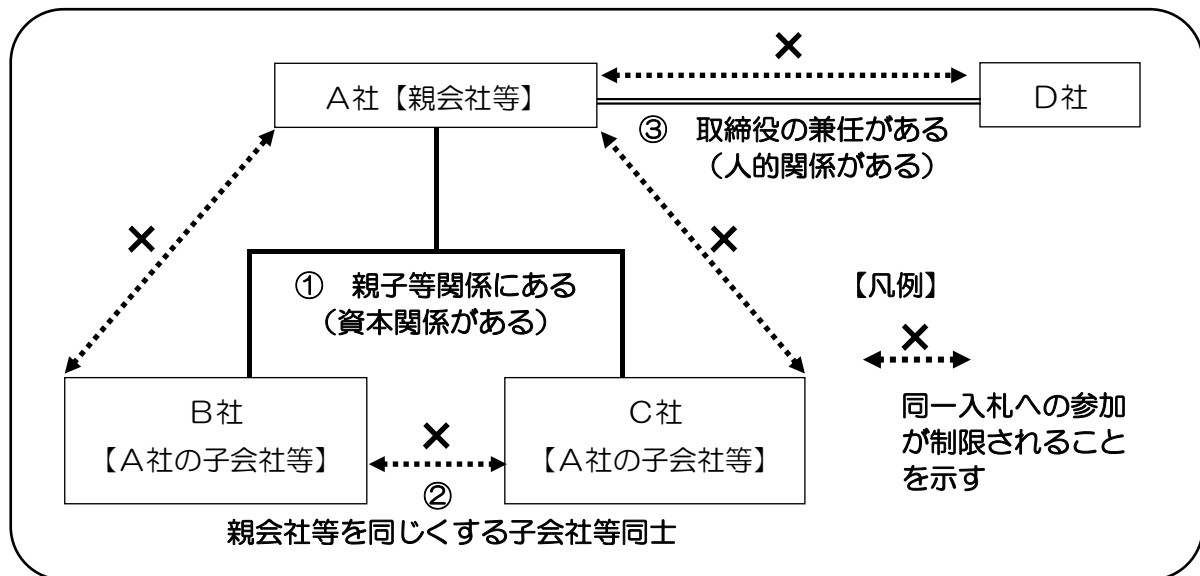 ×
A社【親会社等】
D社
③ 取締役の兼任がある
（人的関係がある）
×
×
① 親子等関係にある
（資本関係がある）
【凡例】
×
B社
【A社の子会社等】
×
C社
【A社の子会社等】
同一入札への参加
が制限されること
を示す
②
親会社等を同じくする子会社等同士